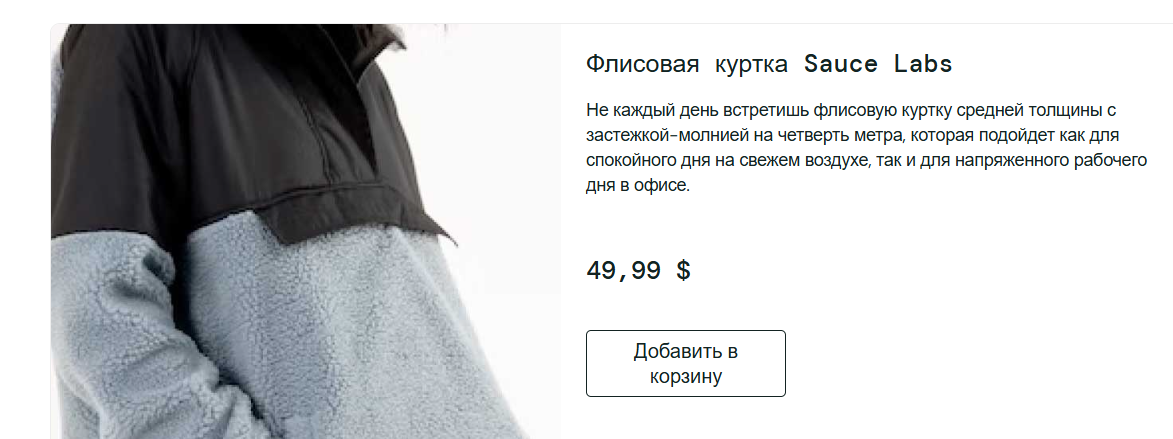 Флисовая куртка Sauce Labs
Не каждый день встретишь флисовую куртку средней толщины с
застежкой-молнией на четверть метра, которая подойдет как для
спокойного дня на свежем воздухе, так и для напряженного рабочего
дня в офисе.
49,99 $
Добавить в
корзину